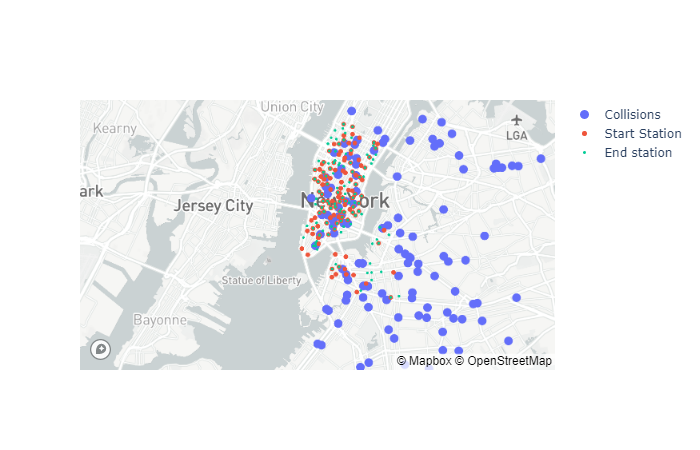 Union City
Kearny
LGA
ark
Jersey City
New York
Statue of Liberty
Bayonne
© Mapbox © OpenStreetMap
Collisions
Start Station
End station